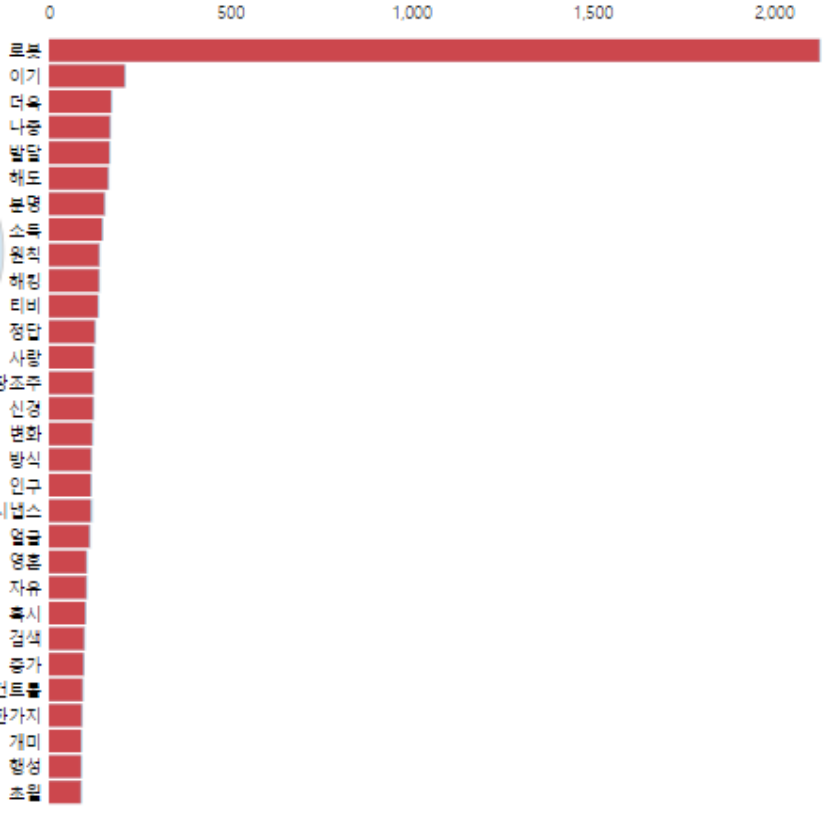 0 500 1,000 1,500 2,000
로봇
이기
더욱
나중
발달
해도
분명
소득
원칙
해킹
티비
정답
사랑
창조주
신경
변화
방식
인구
시냅스
얼굴
영혼
자유
혹시
검색
증가
컨트롤
한가지
개미
행성
초월